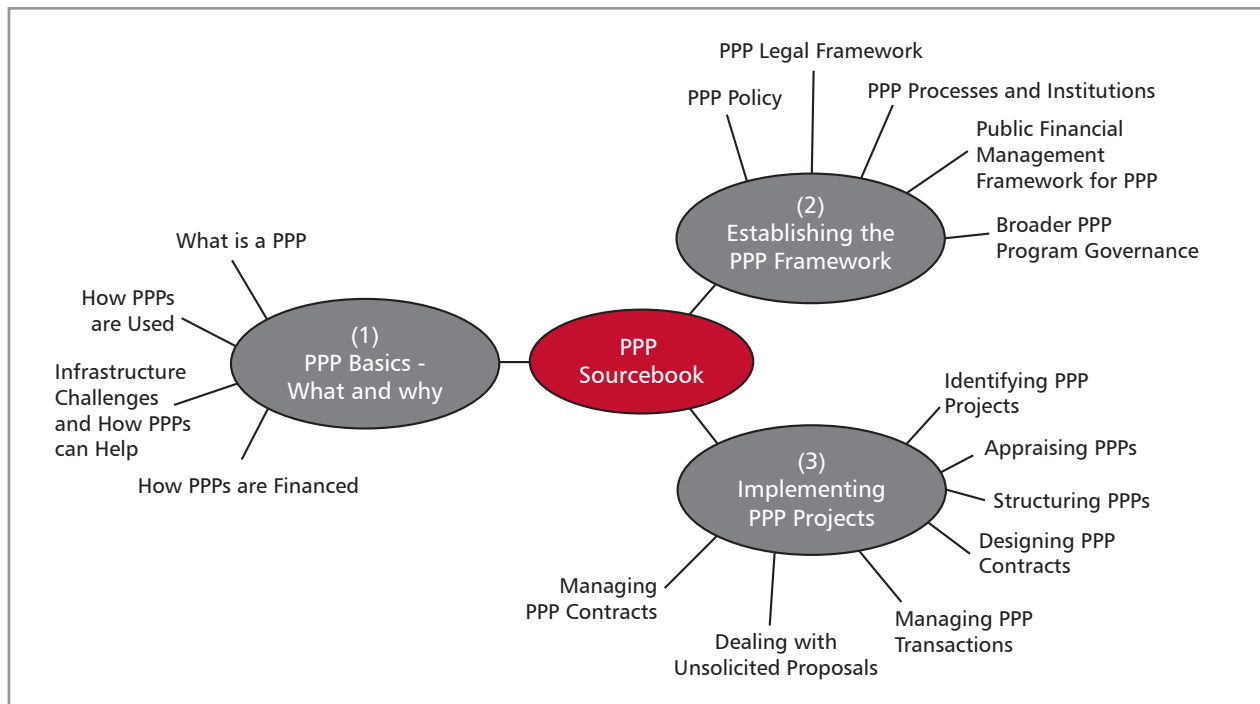 PPP Legal Framework
PPP Policy
PPP Processes and Institutions
Public Financial
Management
Framework for PPP
(2)
Establishing the
PPP Framework
Broader PPP
Program Governance
What is a PPP
How PPPs
are Used
(1)
PPP Basics -
What and why
Infrastructure
Challenges
and How PPPs
can Help
How PPPs are Financed
PPP
Sourcebook
Identifying PPP
Projects
Appraising PPPs
(3)
Implementing
PPP Projects
Structuring PPPs
Designing PPP
Contracts
Managing PPP
Transactions
Dealing with
Unsolicited Proposals
Managing
PPP Contracts